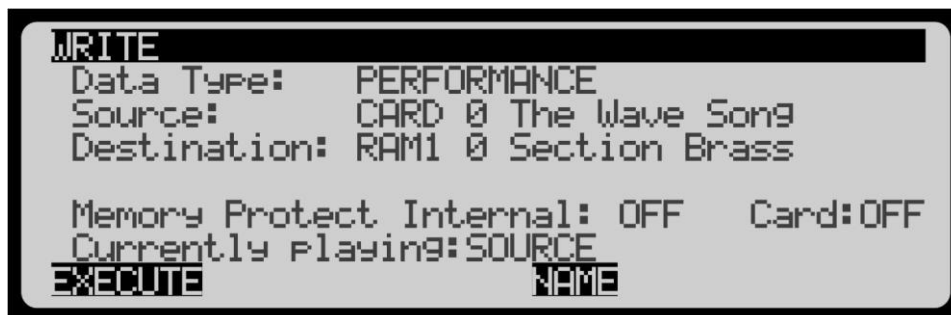 WRITE
Data Type: PERFORMANCE
Source: CARD 0 The Wave Song
Destination: RAM1 0 Section Brass
Memory Protect Internal: OFF Card:OFF
Currently playing:SOURCE
EXECUTE NAME